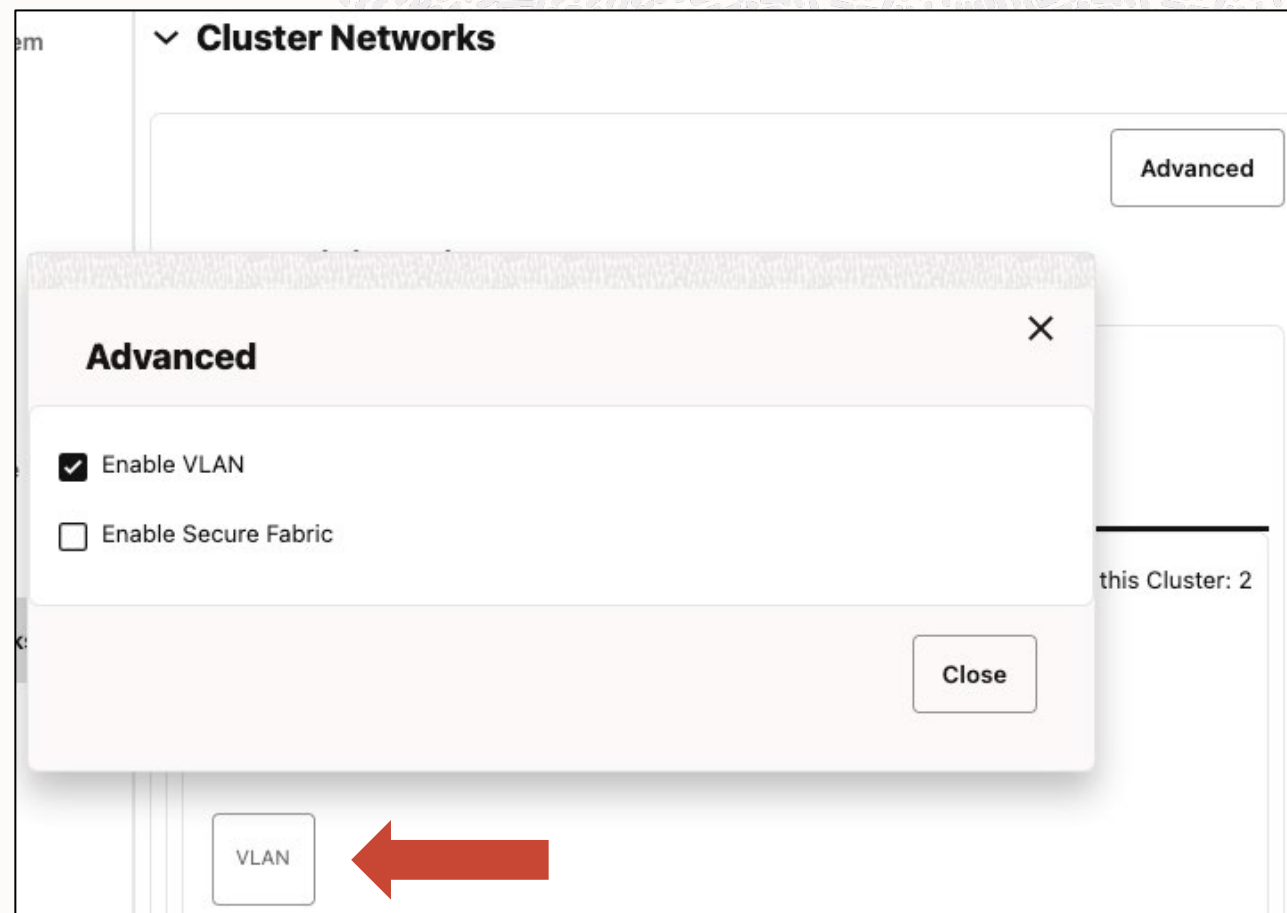 em
Cluster Networks
Advanced
Advanced
Enable VLAN
Enable Secure Fabric
this Cluster: 2
Close
VLAN